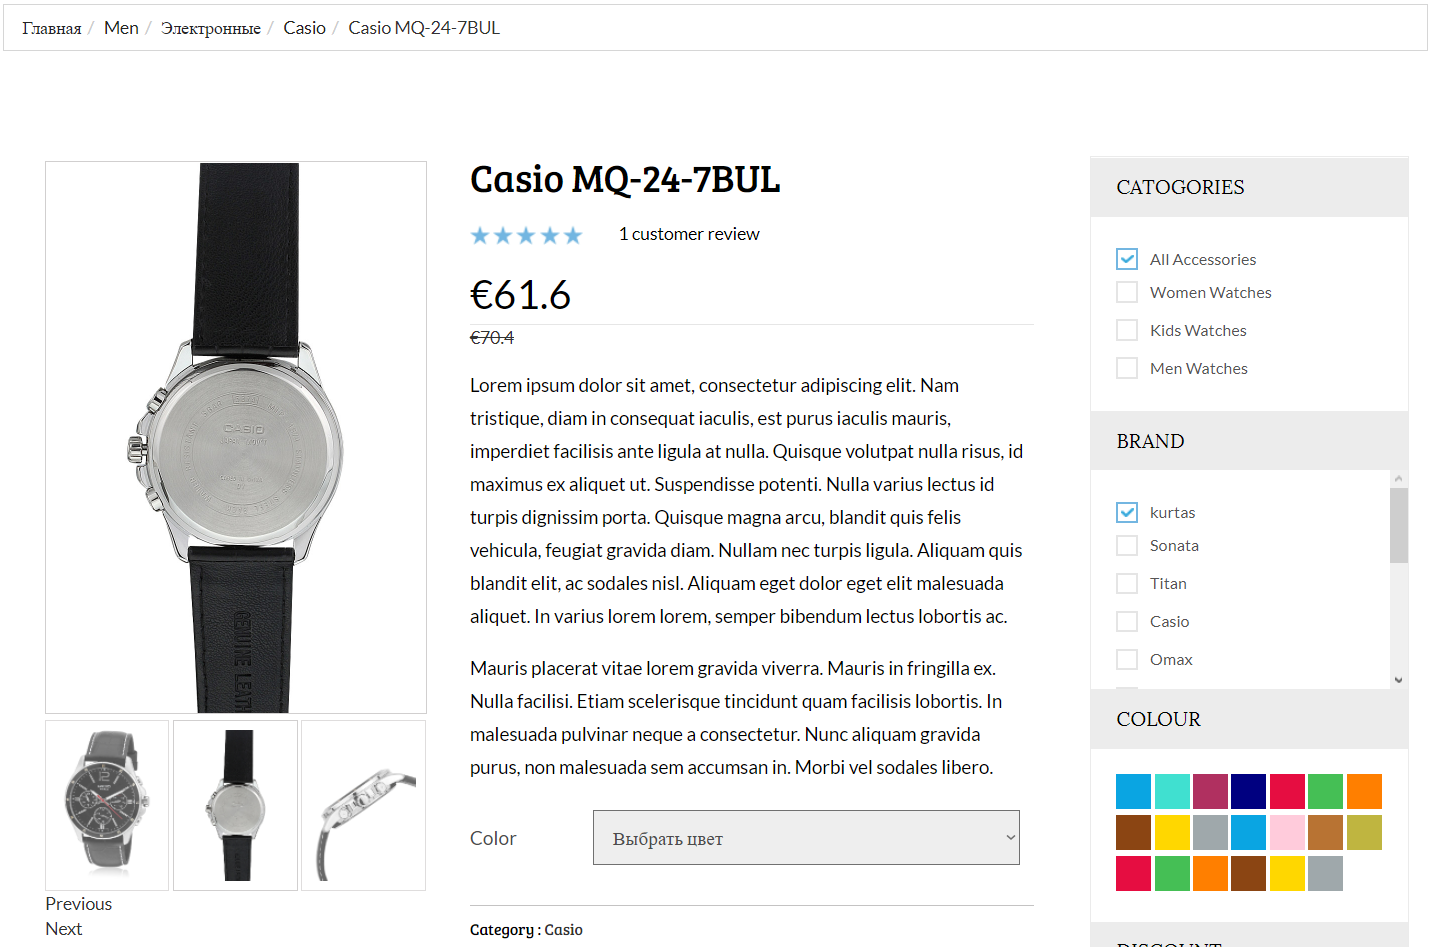 Главная / Men / Электронные / Casio / Casio MQ-24-7BUL
CASIO
GENUINE LEATH
Previous
Next
Casio MQ-24-7BUL
1 customer review
€61.6
€70.4
Lorem ipsum dolor sit amet, consectetur adipiscing elit. Nam
tristique, diam in consequat iaculis, est purus iaculis mauris,
imperdiet facilisis ante ligula at nulla. Quisque volutpat nulla risus, id
maximus ex aliquet ut. Suspendisse potenti. Nulla varius lectus id
turpis dignissim porta. Quisque magna arcu, blandit quis felis
vehicula, feugiat gravida diam. Nullam nec turpis ligula. Aliquam quis
blandit elit, ac sodales nisl. Aliquam eget dolor eget elit malesuada
aliquet. In varius lorem lorem, semper bibendum lectus lobortis ac.
Mauris placerat vitae lorem gravida viverra. Mauris in fringilla ex.
Nulla facilisi. Etiam scelerisque tincidunt quam facilisis lobortis. In
malesuada pulvinar neque a consectetur. Nunc aliquam gravida
purus, non malesuada sem accumsan in. Morbi vel sodales libero.
Color
Выбрать цвет
Category : Casio
CATOGORIES
All Accessories
Women Watches
Kids Watches
Men Watches
BRAND
kurtas
Sonata
Titan
Casio
Omax
COLOUR
DISCOUNT